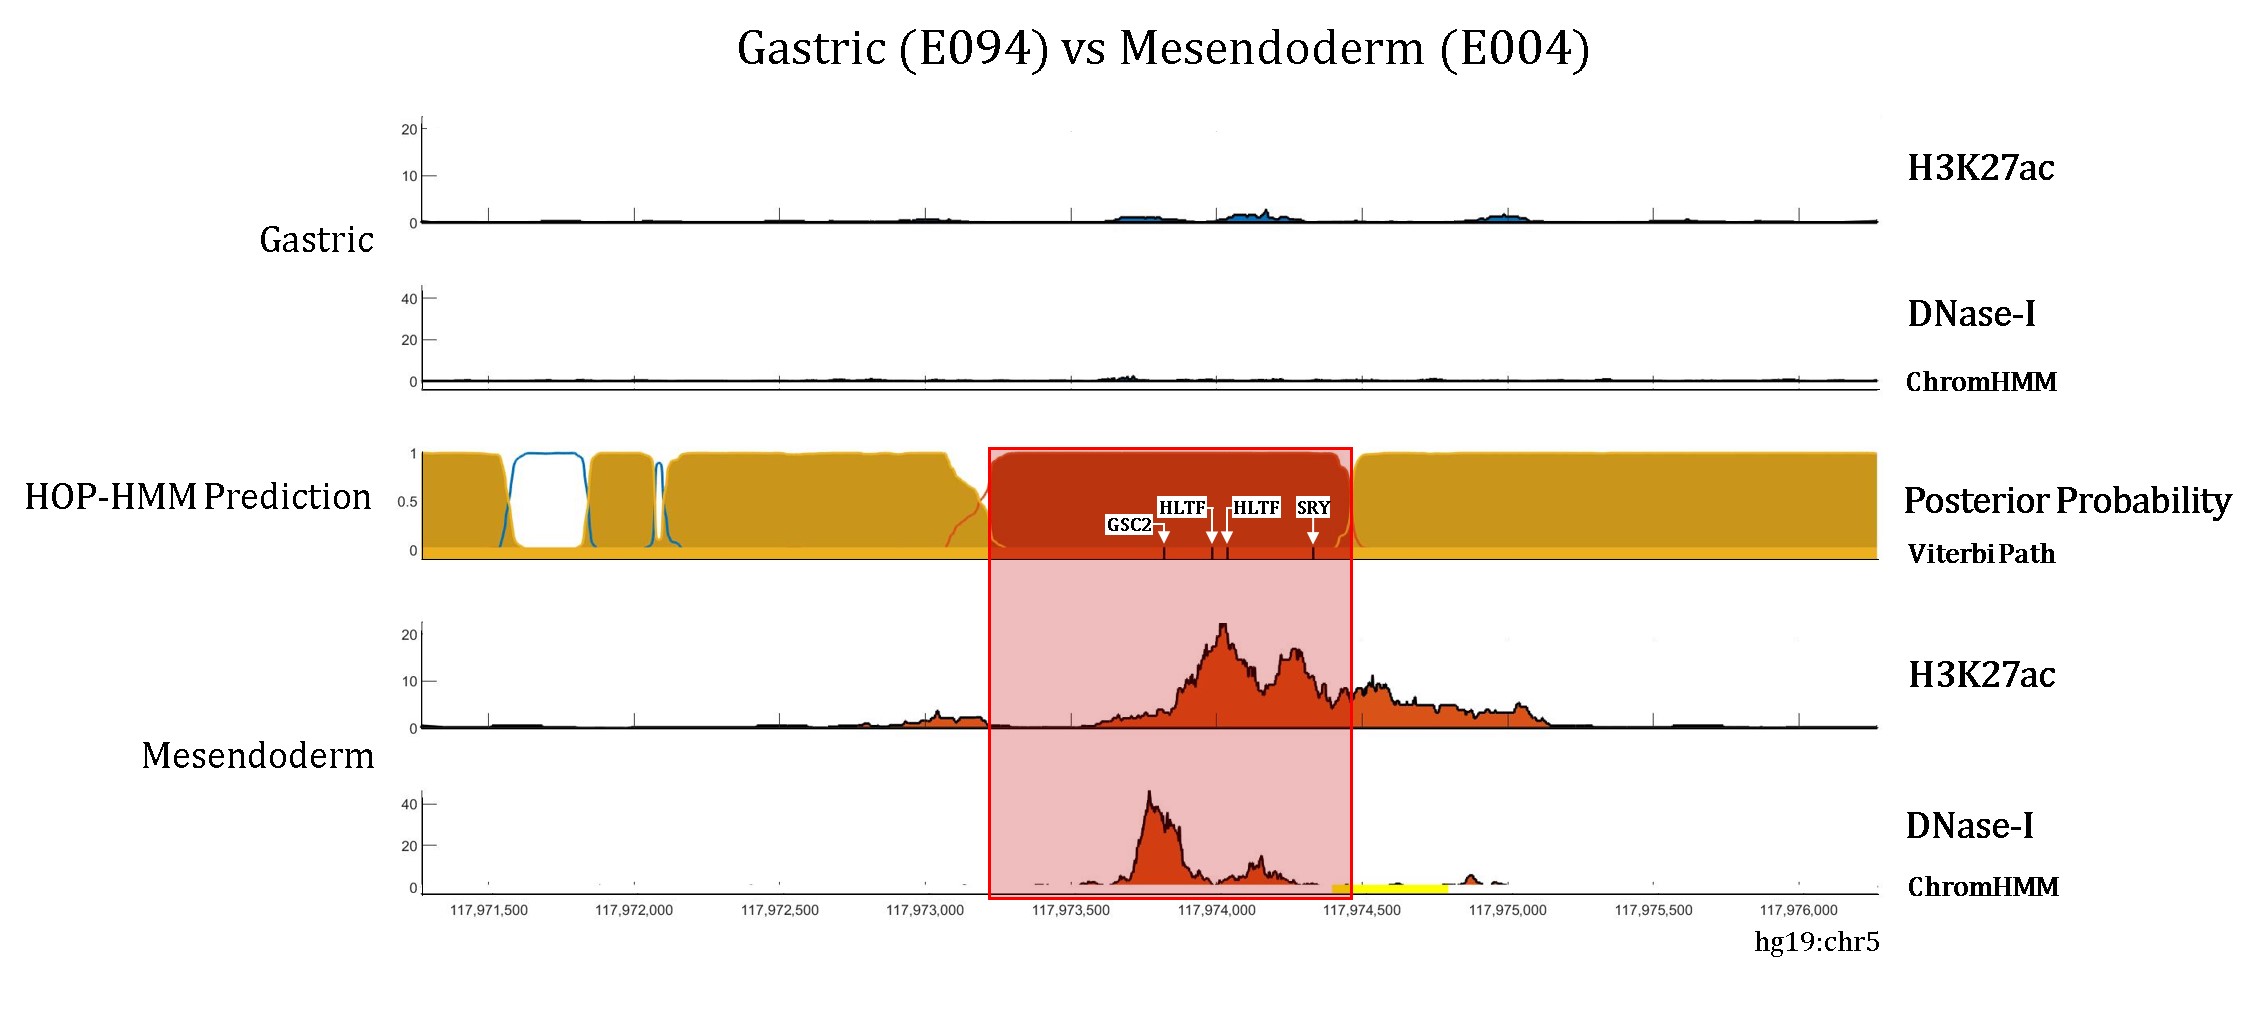 Gastric (E094) vs Mesendoderm (E004)
20
10
0
H3K27ac
Gastric
40
20
0
DNase-I
ChromHMM
HOP-HMM Prediction
1
0.5
0
GSC2
HLTF
HLTF
SRY
Posterior Probability
Viterbi Path
Mesendoderm
20
10
0
H3K27ac
40
20
0
DNase-I
ChromHMM
117,971,500 117,972,000 117,972,500 117,973,000 117,973,500 117,974,000 117,974,500 117,975,000 117,975,500 117,976,000
hg19:chr5